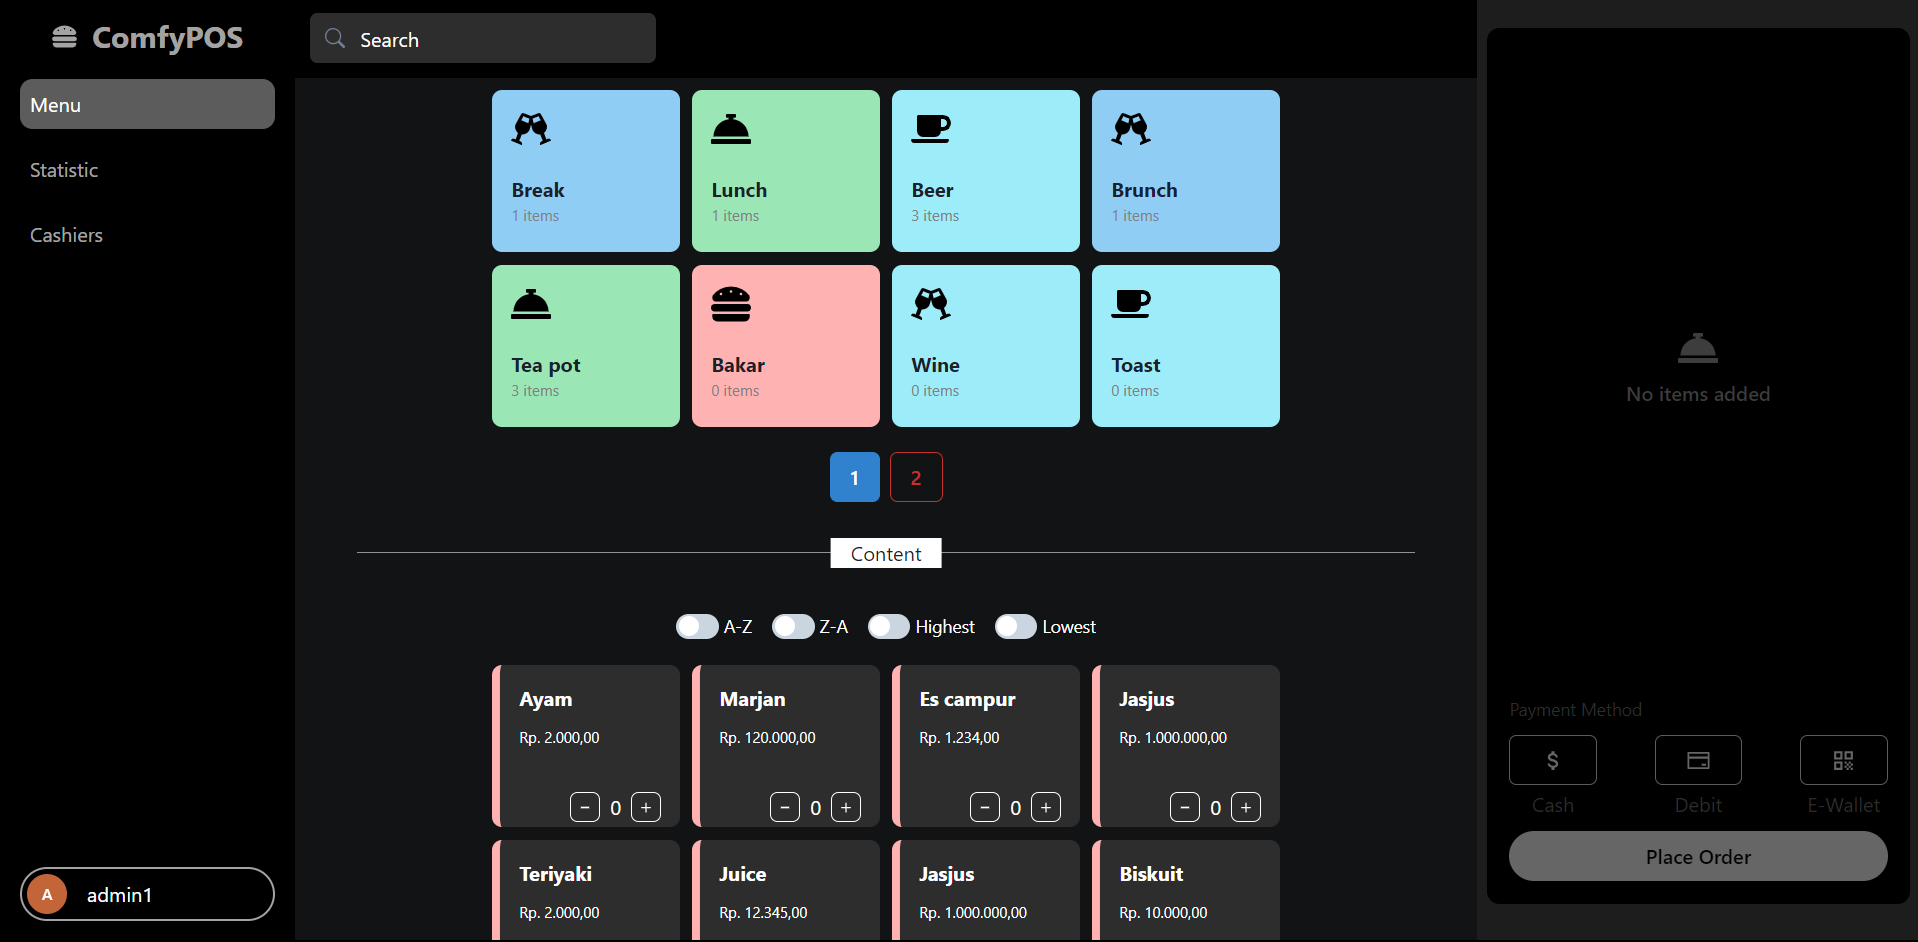 ComfyPOS
Menu
Statistic
Cashiers
A admin1
Search
Break
1 items
Lunch
1 items
Beer
3 items
Brunch
1 items
Tea pot
3 items
Bakar
0 items
Wine
0 items
Toast
0 items
1 2
Content
A-Z Z-A Highest Lowest
Ayam
Rp. 2.000,00
− 0 +
Marjan
Rp. 120.000,00
− 0 +
Es campur
Rp. 1.234,00
− 0 +
Jasjus
Rp. 1.000.000,00
− 0 +
Teriyaki
Rp. 2.000,00
Juice
Rp. 12.345,00
Jasjus
Rp. 1.000.000,00
Biskuit
Rp. 10.000,00
No items added
Payment Method
$
Cash Debit E-Wallet
Place Order